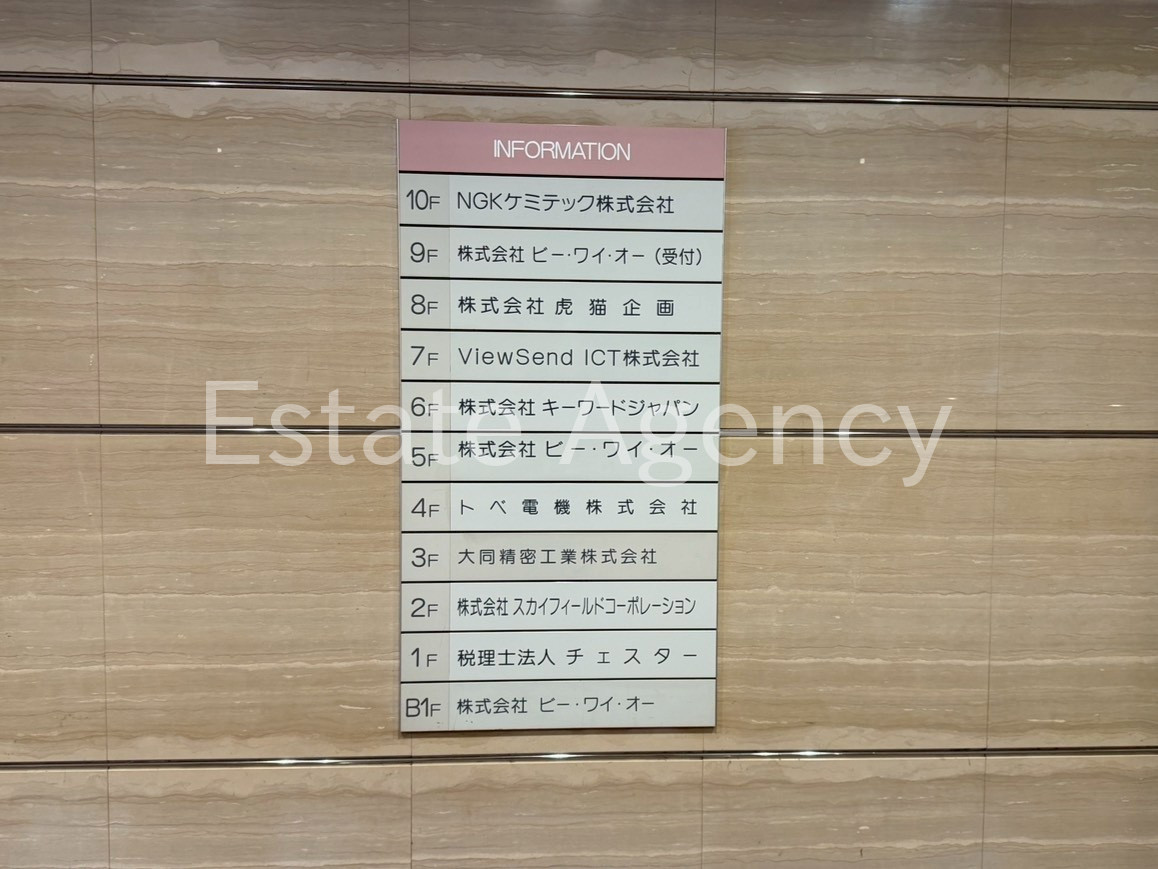 INFORMATION
10F NGKケミテック株式会社
9F 株式会社 ビー・ワイ・オー (受付)
8F 株式会社 虎猫企画
7F ViewSend ICT株式会社
6F 株式会社 キーワードジャパン
5F 株式会社 ビー・ワイ・オー
4F トベ電機株式会社
3F 大同精密工業株式会社
2F 株式会社 スカイフィールドコーポレーション
1F 税理士法人 チェスター
B1F 株式会社 ビー・ワイ・オー
Estate Agency